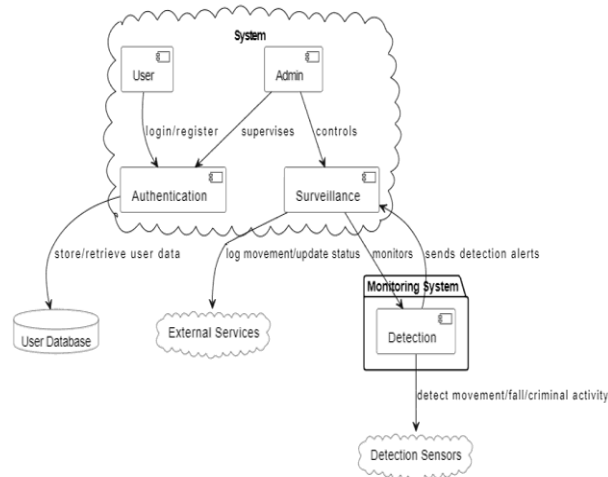 System
User
Admin
login/register
supervises
controls
Authentication
Surveillance
store/retrieve user data
log movement/update status
monitors
sends detection alerts
Monitoring System
User Database
External Services
Detection
detect movement/fall/criminal activity
Detection Sensors